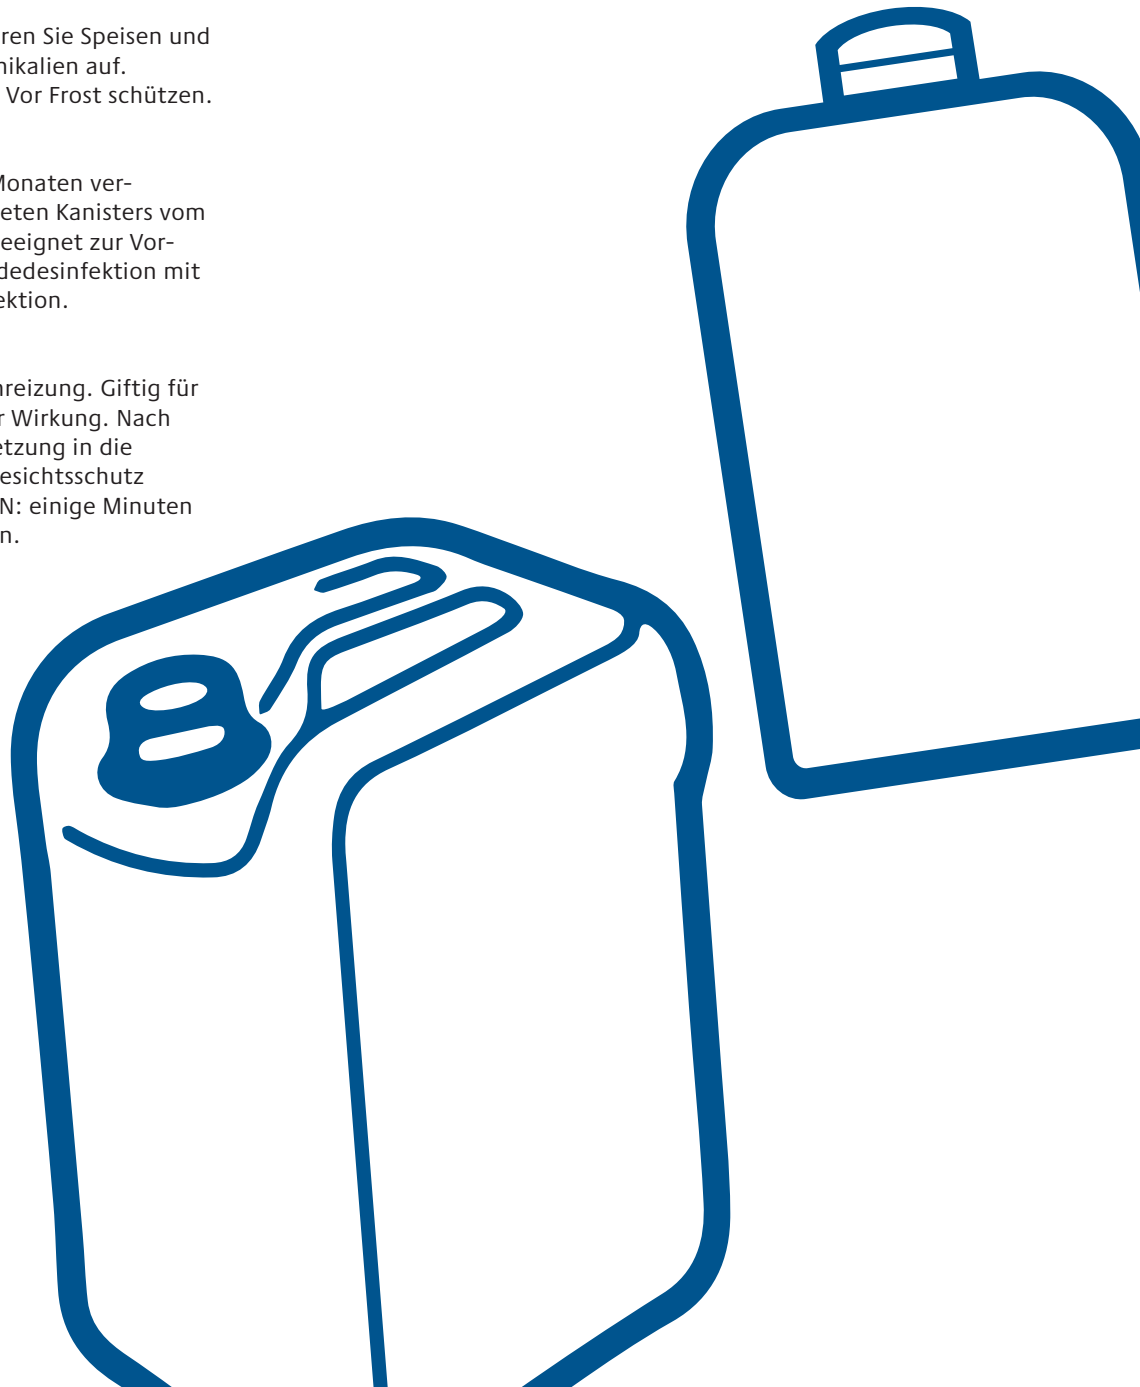 ren Sie Speisen und
nikalien auf.
Vor Frost schützen.
Monaten ver-
eten Kanisters vom
eeignet zur Vor-
dedesinfektion mit
ektion.
nreizung. Giftig für
r Wirkung. Nach
etzung in die
esichtsschutz
N: einige Minuten
n.